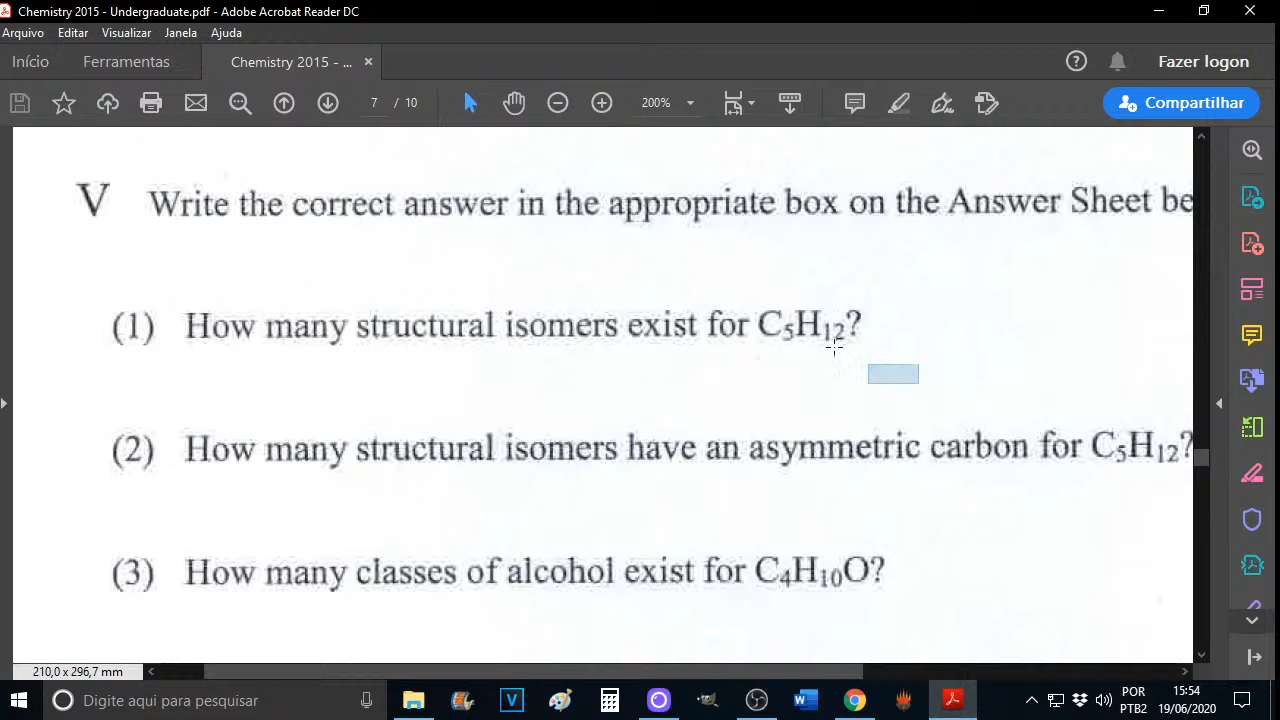 Chemistry 2015 - Undergraduate.pdf - Adobe Acrobat Reader DC
Arquivo Editar Visualizar Janela Ajuda
Início Ferramentas Chemistry 2015 - ... × ? Fazer logon
7 / 10 200% Compartilhar
V Write the correct answer in the appropriate box on the Answer Sheet be
(1) How many structural isomers exist for C₅H₁₂?
(2) How many structural isomers have an asymmetric carbon for C₅H₁₂?
(3) How many classes of alcohol exist for C₄H₁₀O?
210,0 x 296,7 mm
Digite aqui para pesquisar
V
W
POR 15:54
PTB2 19/06/2020